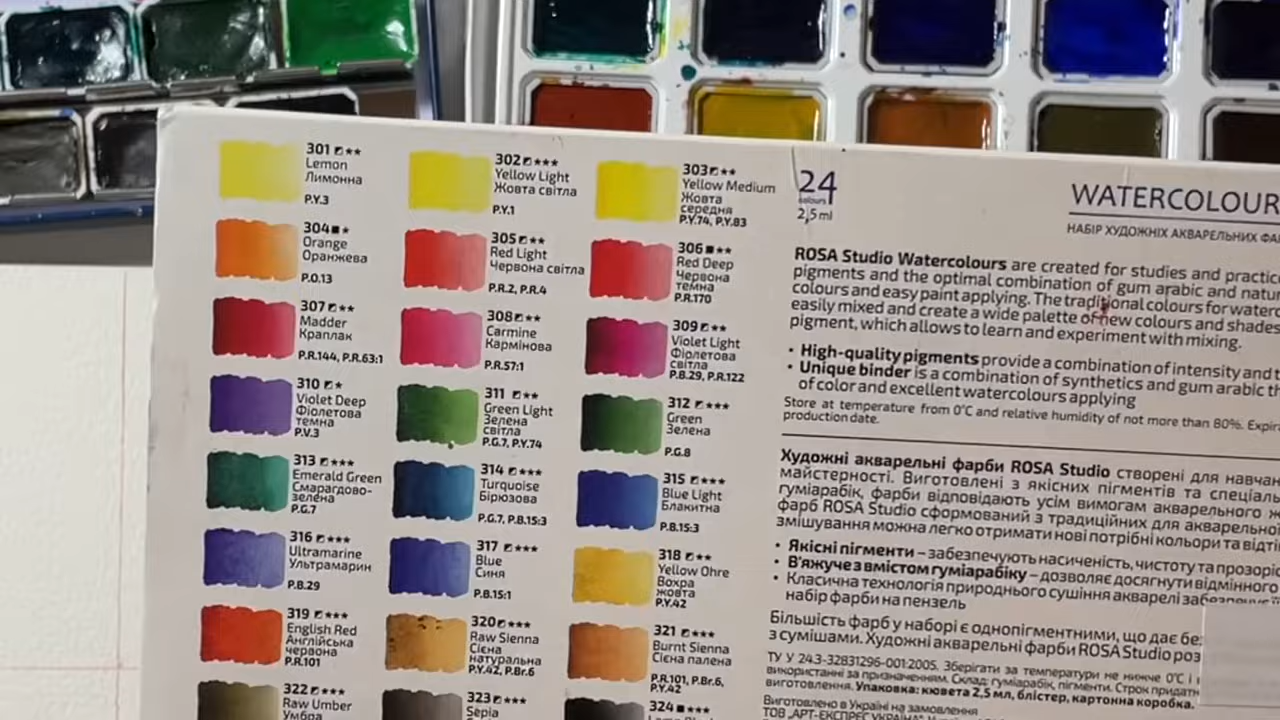 301 ◩★★
Lemon
Лимонна
P.Y.3
302 ◩★★★
Yellow Light
Жовта світла
P.Y.1
303 ◩★★
Yellow Medium
Жовта
середня
P.Y.74, P.Y.83
304 ■★
Orange
Оранжева
P.O.13
305 ◩★★
Red Light
Червона світла
P.R.2, P.R.4
306 ■★★
Red Deep
Червона
темна
P.R.170
307 ◩★★
Madder
Краплак
P.R.144, P.R.63:1
308 ◩★★
Carmine
Кармінова
P.R.57:1
309 ◩★★
Violet Light
Фіолетова
світла
P.B.29, P.R.122
310 ◩★
Violet Deep
Фіолетова
темна
P.V.3
311 ◩★★
Green Light
Зелена
світла
P.G.7, P.Y.74
312 ◩★★★
Green
Зелена
P.G.8
313 ◩★★★
Emerald Green
Смарагдово-
зелена
P.G.7
314 ◩★★★
Turquoise
Бірюзова
P.G.7, P.B.15:3
315 ◩★★★
Blue Light
Блакитна
P.B.15:3
316 ◩★★★
Ultramarine
Ультрамарин
P.B.29
317 ◩★★★
Blue
Синя
P.B.15:1
318 ◩★★
Yellow Ohre
Вохра
жовта
P.Y.42
319 ◩★★★
English Red
Англійська
червона
P.R.101
320 ◩★★★
Raw Sienna
Сієна
натуральна
P.Y.42, P.Br.6
321 ◩★★★
Burnt Sienna
Сієна палена
P.R.101, P.Br.6,
P.Y.42
322 ◩★★★
Raw Umber
Умбра
323 ◩★★★
Sepia
324 ■★★★
24
colours
2,5 ml
WATERCOLOUR
НАБІР ХУДОЖНІХ АКВАРЕЛЬНИХ
ROSA Studio Watercolours are created for studies and
pigments and the optimal combination of gum arabic and
colours and easy paint applying. The traditional colours for
easily mixed and create a wide palette of new colours and shades
pigment, which allows to learn and experiment with mixing.
• High-quality pigments provide a combination of intensity and
• Unique binder is a combination of synthetics and gum arabic
of color and excellent watercolours applying
Store at temperature from 0°C and relative humidity of not more than 80%.
production date.
Художні акварельні фарби ROSA Studio створені для
майстерності. Виготовлені з якісних пігментів та
гуміарабік, фарби відповідають усім вимогам акварельного
фарб ROSA Studio сформований з традиційних для
змішування можна легко отримати нові потрібні кольори та
• Якісні пігменти – забезпечують насиченість, чистоту та
• В'яжуче з вмістом гуміарабіку – дозволяє досягнути відмінного
• Класична технологія природнього сушіння акварелі
набір фарби на пензель
Більшість фарб у наборі є однопігментними, що дає
з сумішами. Художні акварельні фарби ROSA Studio
ТУ У 24.3-32831296-001:2005. Зберігати за температури не нижче 0°C і
використанні за призначенням. Склад: гуміарабік, пігменти. Строк
виготовлення. Упаковка: кювета 2,5 мл, блістер, картонна коробка.
Виготовлено в Україні на замовлення
ТОВ „АРТ-ЕКСПРЕС УКРАЇНА“